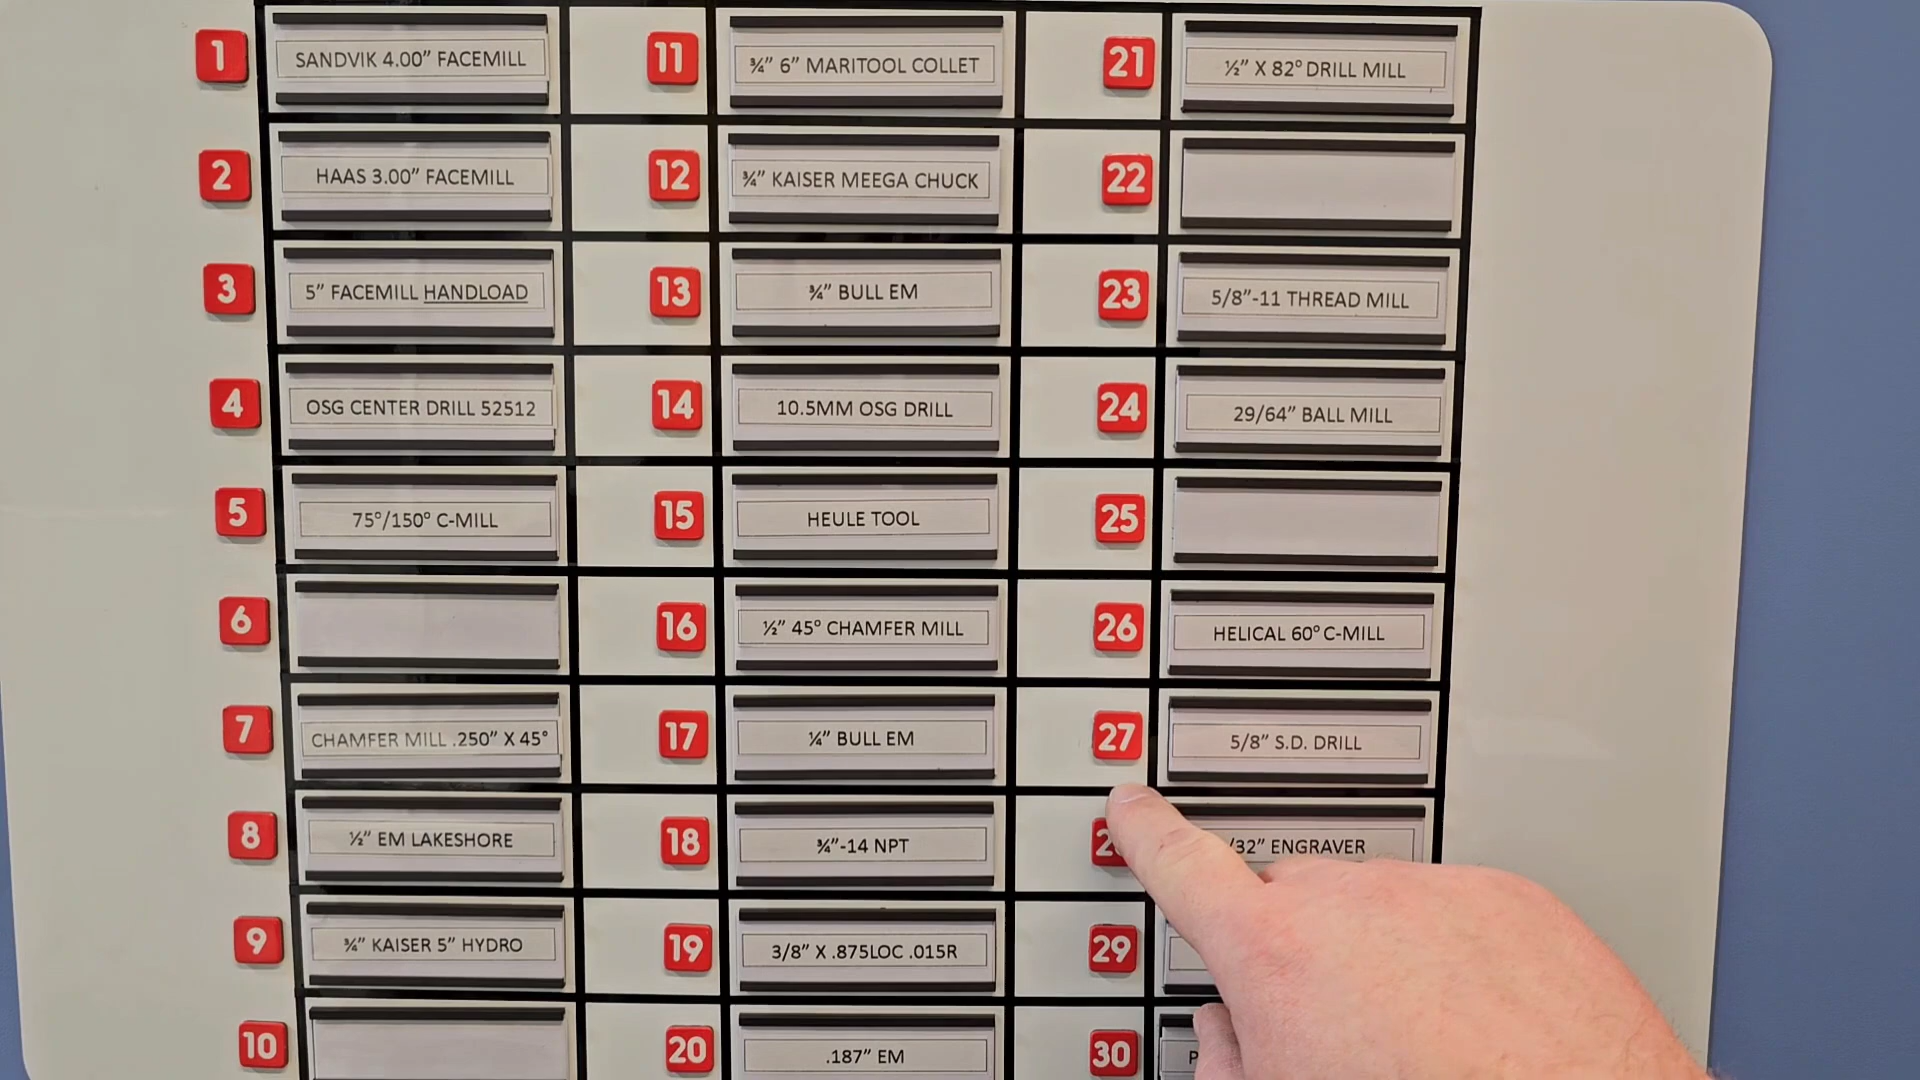 1 SANDVIK 4.00” FACEMILL
2 HAAS 3.00” FACEMILL
3 5” FACEMILL HANDLOAD
4 OSG CENTER DRILL 52512
5 75°/150° C-MILL
6
7 CHAMFER MILL .250” X 45°
8 ½” EM LAKESHORE
9 ¾” KAISER 5” HYDRO
10
11 ¾” 6” MARITOOL COLLET
12 ¾” KAISER MEEGA CHUCK
13 ¾” BULL EM
14 10.5MM OSG DRILL
15 HEULE TOOL
16 ½” 45° CHAMFER MILL
17 ¼” BULL EM
18 ¾”-14 NPT
19 3/8” X .875LOC .015R
20 .187” EM
21 ½” X 82° DRILL MILL
22
23 5/8”-11 THREAD MILL
24 29/64” BALL MILL
25
26 HELICAL 60° C-MILL
27 5/8” S.D. DRILL
/32” ENGRAVER
29
30